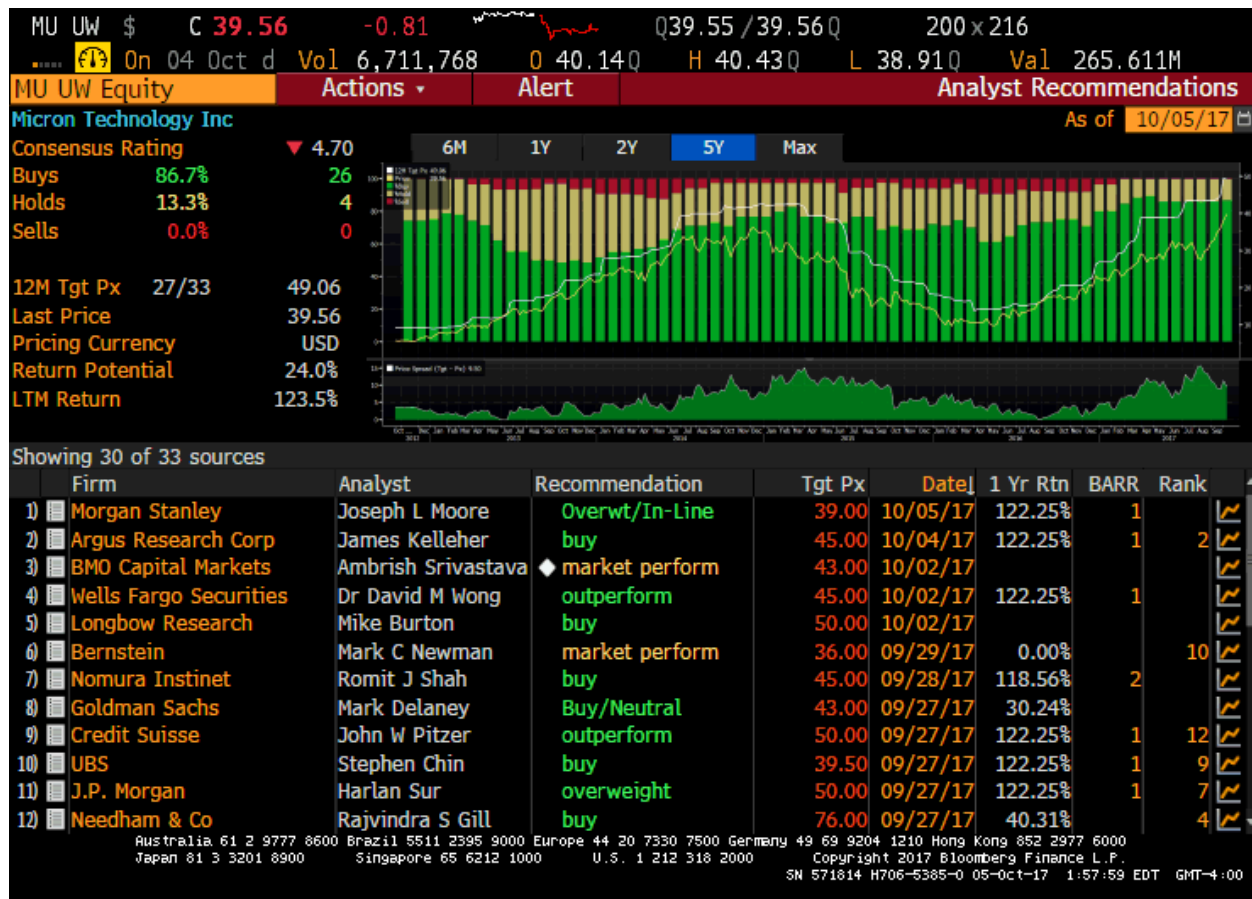 MU UW $ C 39.56 -0.81 Q39.55 /39.56Q 200×216
On 04 Oct d Vol 6,711,768 O 40.14Q H 40.43Q L 38.91Q Val 265.611M
MU UW Equity Actions Alert Analyst Recommendations
Micron Technology Inc As of 10/05/17
Consensus Rating ▼ 4.70 6M 1Y 2Y 5Y Max
Buys 86.7% 26
Holds 13.3% 4
Sells 0.0% 0
12M Tgt Px 27/33 49.06
Last Price 39.56
Pricing Currency USD
Return Potential 24.0%
LTM Return 123.5%
Showing 30 of 33 sources
Firm Analyst Recommendation Tgt Px Date↓ 1 Yr Rtn BARR Rank
1) Morgan Stanley Joseph L Moore Overwt/In-Line 39.00 10/05/17 122.25% 1
2) Argus Research Corp James Kelleher buy 45.00 10/04/17 122.25% 1 2
3) BMO Capital Markets Ambrish Srivastava ◆ market perform 43.00 10/02/17
4) Wells Fargo Securities Dr David M Wong outperform 45.00 10/02/17 122.25% 1
5) Longbow Research Mike Burton buy 50.00 10/02/17
6) Bernstein Mark C Newman market perform 36.00 09/29/17 0.00% 10
7) Nomura Instinet Romit J Shah buy 45.00 09/28/17 118.56% 2
8) Goldman Sachs Mark Delaney Buy/Neutral 43.00 09/27/17 30.24%
9) Credit Suisse John W Pitzer outperform 50.00 09/27/17 122.25% 1 12
10) UBS Stephen Chin buy 39.50 09/27/17 122.25% 1 9
11) J.P. Morgan Harlan Sur overweight 50.00 09/27/17 122.25% 1 7
12) Needham & Co Rajvindra S Gill buy 76.00 09/27/17 40.31% 4
Australia 61 2 9777 8600 Brazil 5511 2395 9000 Europe 44 20 7330 7500 Germany 49 69 9204 1210 Hong Kong 852 2977 6000
Japan 81 3 3201 8900 Singapore 65 6212 1000 U.S. 1 212 318 2000 Copyright 2017 Bloomberg Finance L.P.
SN 571814 H706-5385-0 05-Oct-17 1:57:59 EDT GMT-4:00